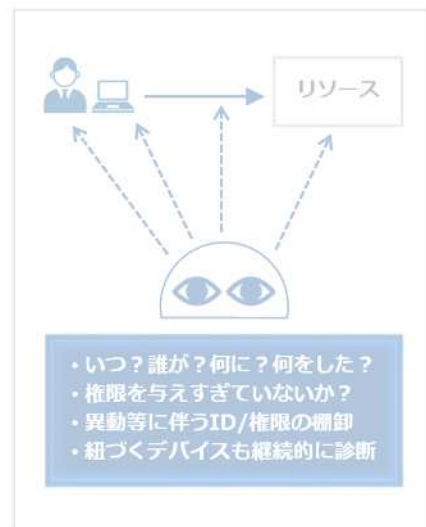 リソース
・いつ？誰が？何に？何をした？
・権限を与えすぎていないか？
・異動等に伴うID/権限の棚卸
・紐づくデバイスも継続的に診断